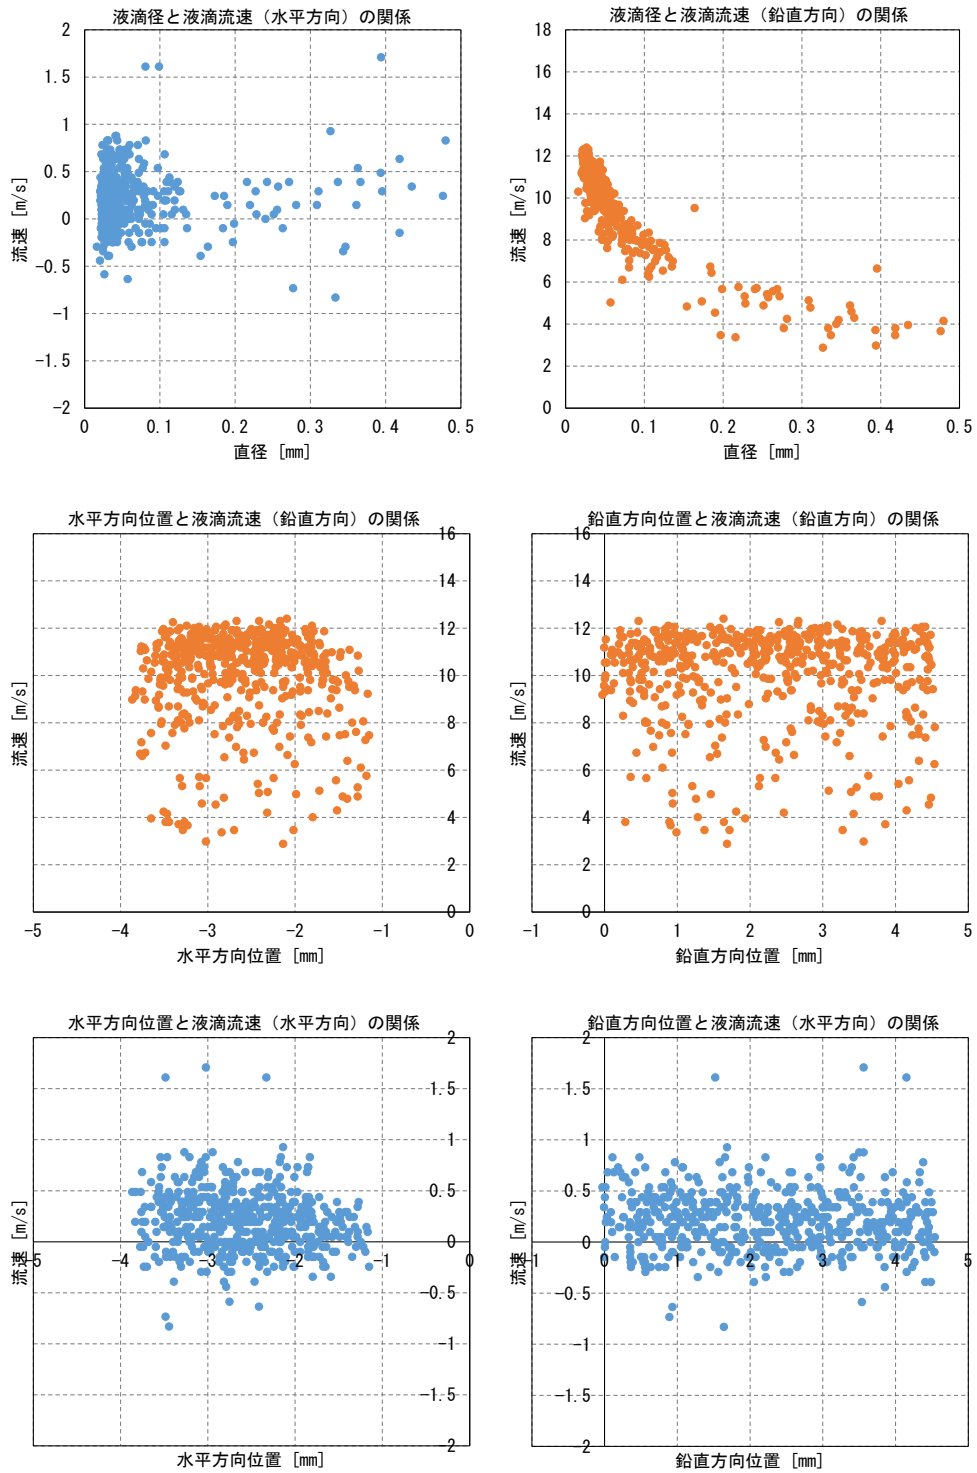 液滴径と液滴流速（水平方向）の関係
2
1.5
1
0.5
0
-0.5
-1
-1.5
-2
流速 [m/s]
0 0.1 0.2 0.3 0.4 0.5
直径 [mm]
液滴径と液滴流速（鉛直方向）の関係
18
16
14
12
10
8
6
4
2
0
流速 [m/s]
0 0.1 0.2 0.3 0.4 0.5
直径 [mm]
水平方向位置と液滴流速（鉛直方向）の関係
16
14
12
10
8
6
4
2
0
流速 [m/s]
-5 -4 -3 -2 -1 0
水平方向位置 [mm]
鉛直方向位置と液滴流速（鉛直方向）の関係
16
14
12
10
8
6
4
2
0
流速 [m/s]
-1 0 1 2 3 4 5
鉛直方向位置 [mm]
水平方向位置と液滴流速（水平方向）の関係
2
1.5
1
0.5
0
-0.5
-1
-1.5
-2
流速 [m/s]
-5 -4 -3 -2 -1 0
水平方向位置 [mm]
鉛直方向位置と液滴流速（水平方向）の関係
2
1.5
1
0.5
0
-0.5
-1
-1.5
-2
流速 [m/s]
-1 0 1 2 3 4 5
鉛直方向位置 [mm]